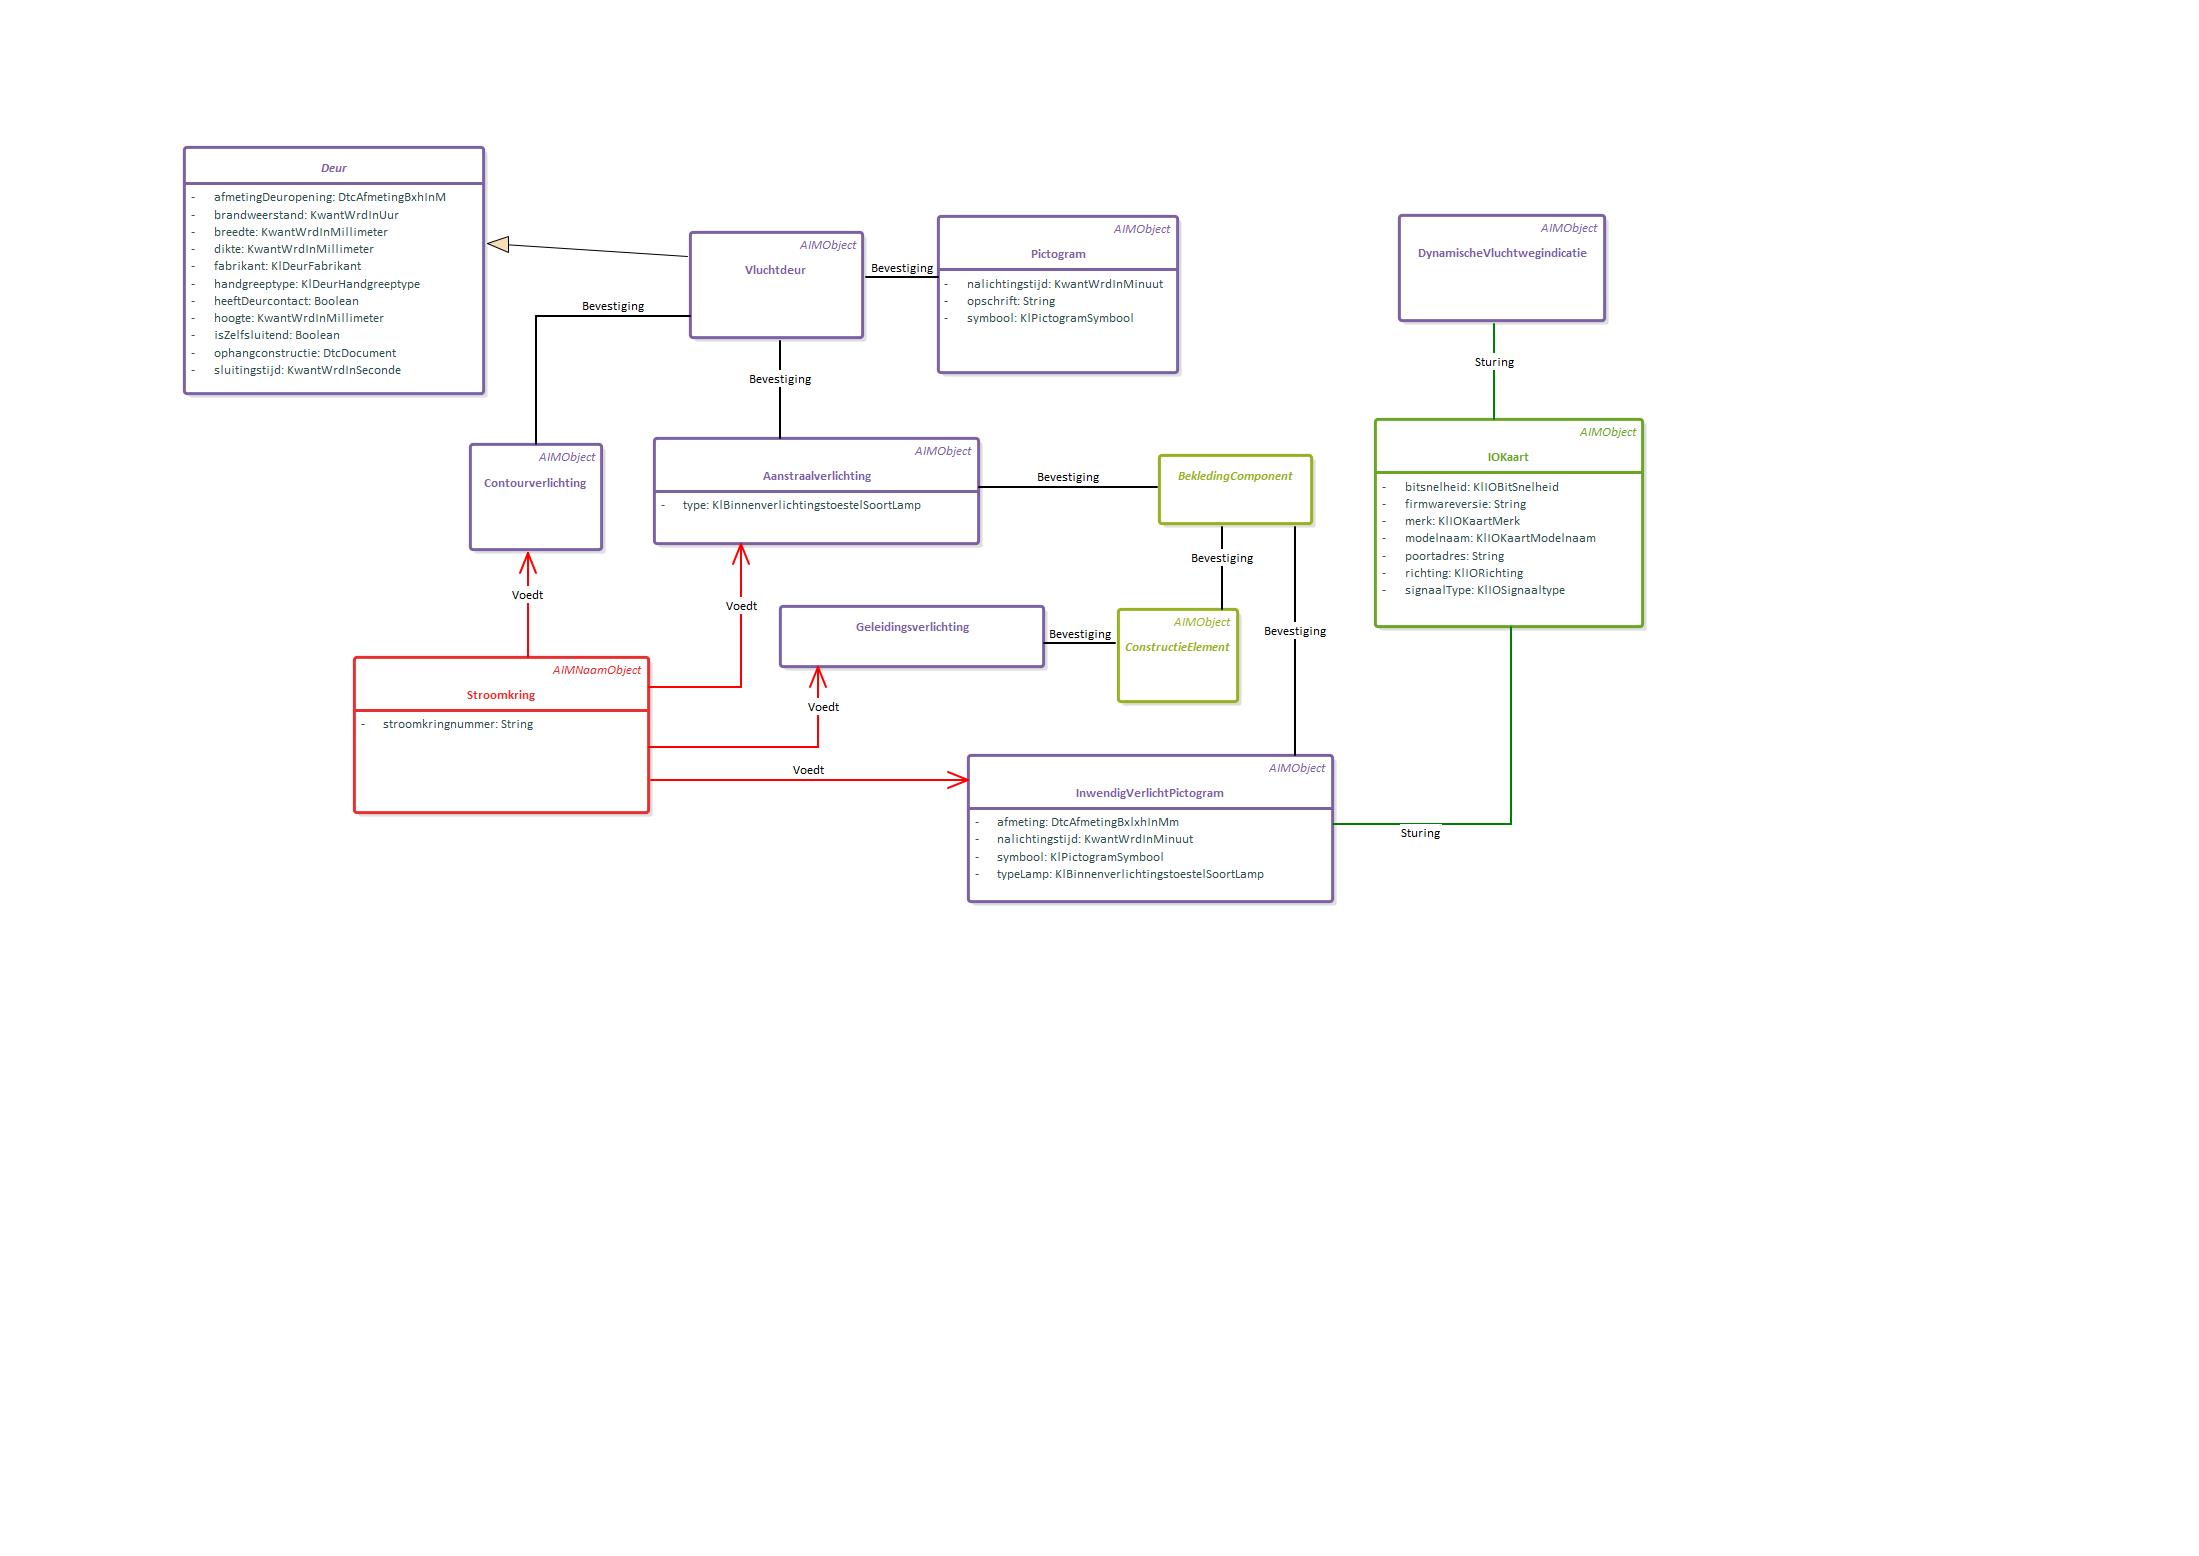 Deur
- afmetingDeuropening: DtcAfmetingBxhInM
- brandweerstand: KwantWrdInUur
- breedte: KwantWrdInMillimeter
- dikte: KwantWrdInMillimeter
- fabrikant: KlDeurFabrikant
- handgreeptype: KlDeurHandgreeptype
- heeftDeurcontact: Boolean
- hoogte: KwantWrdInMillimeter
- isZelfsluitend: Boolean
- ophangconstructie: DtcDocument
- sluitingstijd: KwantWrdInSeconde
AIMObject
Vluchtdeur
Bevestiging
AIMObject
Pictogram
- nalichtingstijd: KwantWrdInMinuut
- opschrift: String
- symbool: KlPictogramSymbool
AIMObject
DynamischeVluchtwegindicatie
Bevestiging
Bevestiging
Sturing
AIMObject
Contourverlichting
AIMObject
Aanstraalverlichting
- type: KlBinnenverlichtingstoestelSoortLamp
Bevestiging
BekledingComponent
AIMObject
IOKaart
- bitsnelheid: KlIOBitSnelheid
- firmwareversie: String
- merk: KlIOKaartMerk
- modelnaam: KlIOKaartModelnaam
- poortadres: String
- richting: KlIORichting
- signaalType: KlIOSignaaltype
Bevestiging
Voedt
Voedt
Geleidingsverlichting
Bevestiging
AIMObject
ConstructieElement
Bevestiging
AIMNaamObject
Stroomkring
- stroomkringnummer: String
Voedt
Voedt
AIMObject
InwendigVerlichtPictogram
- afmeting: DtcAfmetingBxlxhInMm
- nalichtingstijd: KwantWrdInMinuut
- symbool: KlPictogramSymbool
- typeLamp: KlBinnenverlichtingstoestelSoortLamp
Sturing